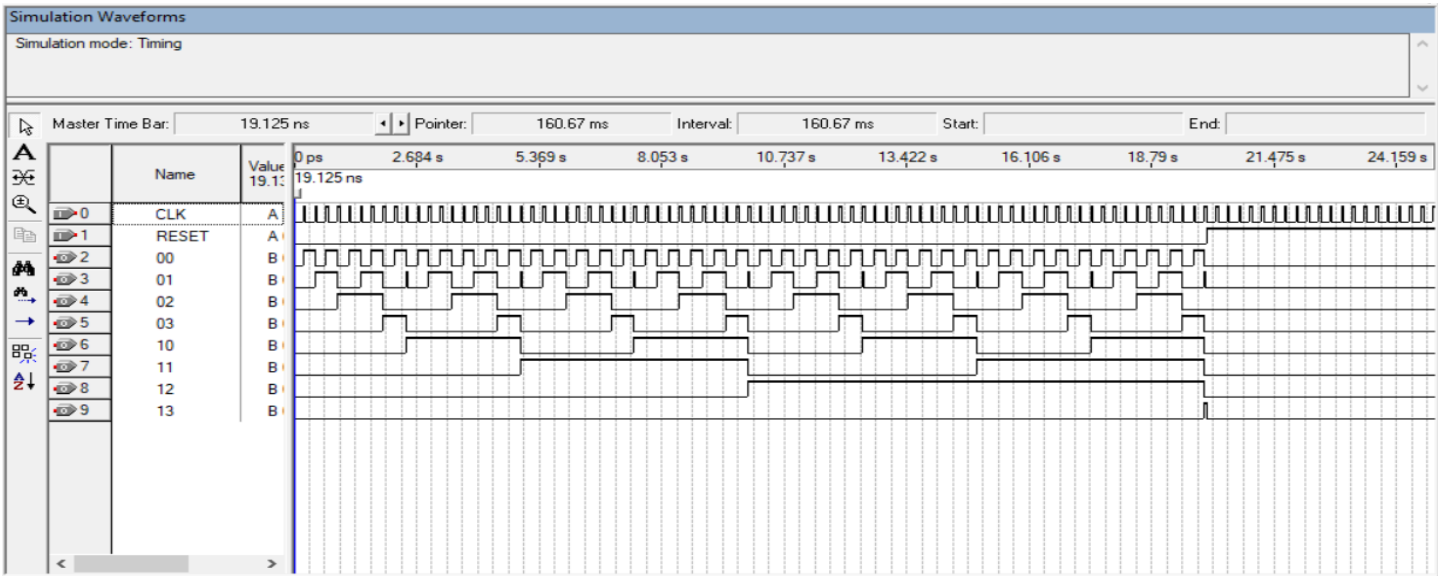 Simulation Waveforms
Simulation mode: Timing
Master Time Bar: 19.125 ns Pointer: 160.67 ms Interval: 160.67 ms Start: End:
Name Value 19.1
0 ps 2.684 s 5.369 s 8.053 s 10.737 s 13.422 s 16.106 s 18.79 s 21.475 s 24.159 s
19.125 ns
0 CLK A
1 RESET A
2 00 B
3 01 B
4 02 B
5 03 B
6 10 B
7 11 B
8 12 B
9 13 B